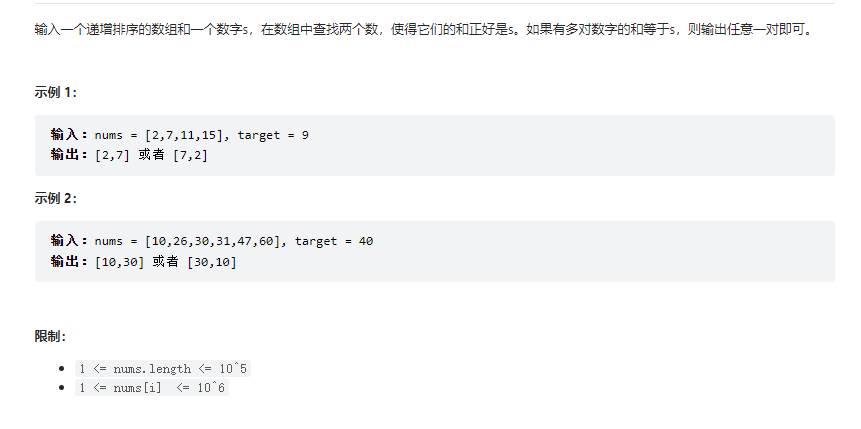 输入一个递增排序的数组和一个数字s，在数组中查找两个数，使得它们的和正好是s。如果有多对数字的和等于s，则输出任意一对即可。
示例 1：
输入：nums = [2,7,11,15], target = 9
输出：[2,7] 或者 [7,2]
示例 2：
输入：nums = [10,26,30,31,47,60], target = 40
输出：[10,30] 或者 [30,10]
限制：
1 <= nums.length <= 10^5
1 <= nums[i] <= 10^6